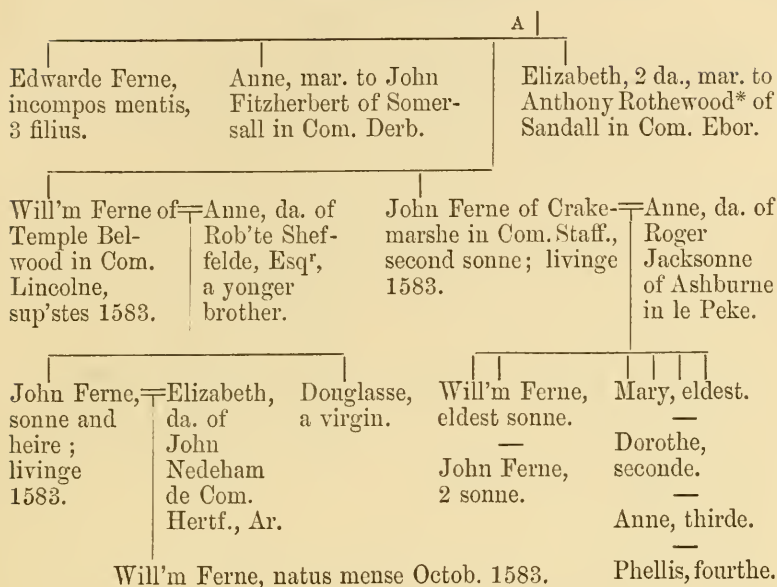 A
Edwarde Ferne,
incompos mentis,
3 filius.
Anne, mar. to John
Fitzherbert of Somer-
sall in Com. Derb.
Elizabeth, 2 da., mar. to
Anthony Rothewood* of
Sandall in Com. Ebor.
Will'm Ferne of
Temple Bel-
wood in Com.
Lincolne,
sup'stes 1583.
Anne, da. of
Rob'te Shef-
felde, Esqʳ,
a yonger
brother.
John Ferne of Crake-
marshe in Com. Staff.,
second sonne; livinge
1583.
Anne, da. of
Roger
Jacksonne
of Ashburne
in le Peke.
John Ferne,
sonne and
heire ;
livinge
1583.
Elizabeth,
da. of
John
Nedeham
de Com.
Hertf., Ar.
Douglasse,
a virgin.
Will'm Ferne,
eldest sonne.
—
John Ferne,
2 sonne.
Mary, eldest.
—
Dorothe,
seconde.
—
Anne, thirde.
—
Phellis, fourthe.
Will'm Ferne, natus mense Octob. 1583.